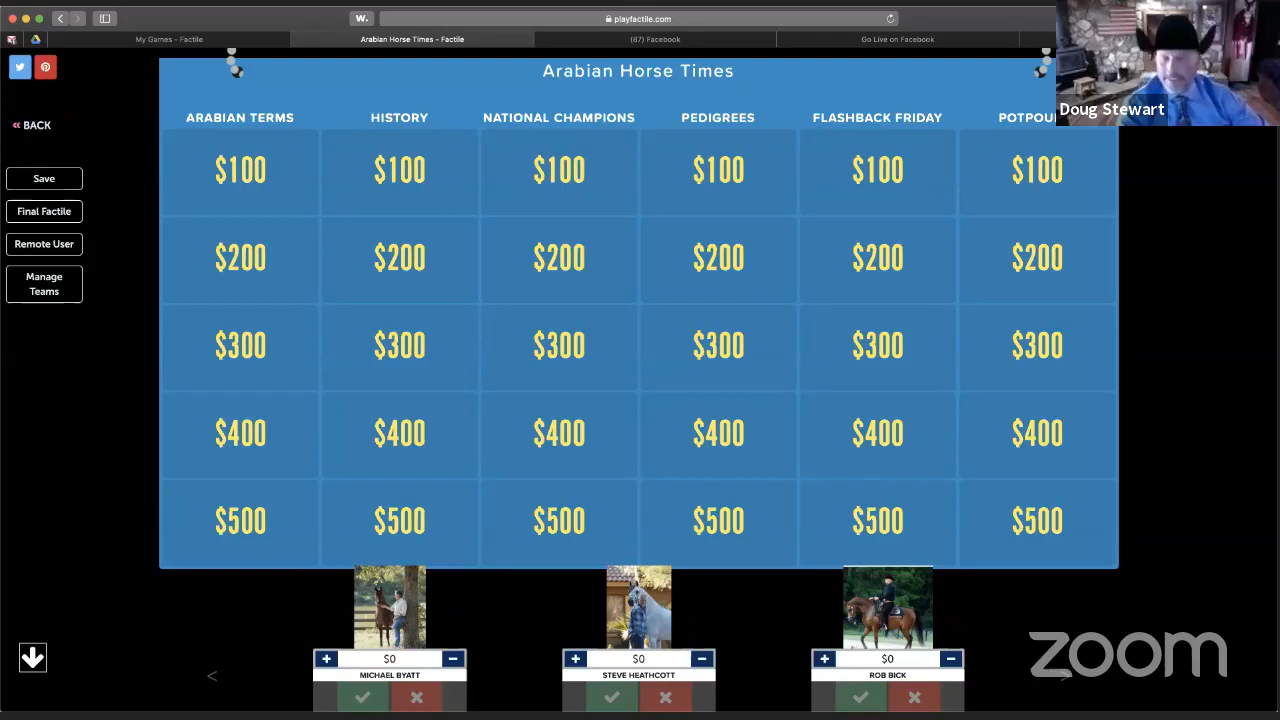 W.
playfactile.com
My Games - Factile
Arabian Horse Times - Factile
(87) Facebook
Go Live on Facebook
Arabian Horse Times
Doug Stewart
« BACK
ARABIAN TERMS
HISTORY
NATIONAL CHAMPIONS
PEDIGREES
FLASHBACK FRIDAY
$100
$100
$100
$100
$100
$100
Save
Final Factile
Remote User
Manage
Teams
$200
$200
$200
$200
$200
$200
$300
$300
$300
$300
$300
$300
$400
$400
$400
$400
$400
$400
$500
$500
$500
$500
$500
$500
+ $0 −
MICHAEL BYATT
+ $0 −
STEVE HEATHCOTT
+ $0 −
ROB BICK
< >
zoom